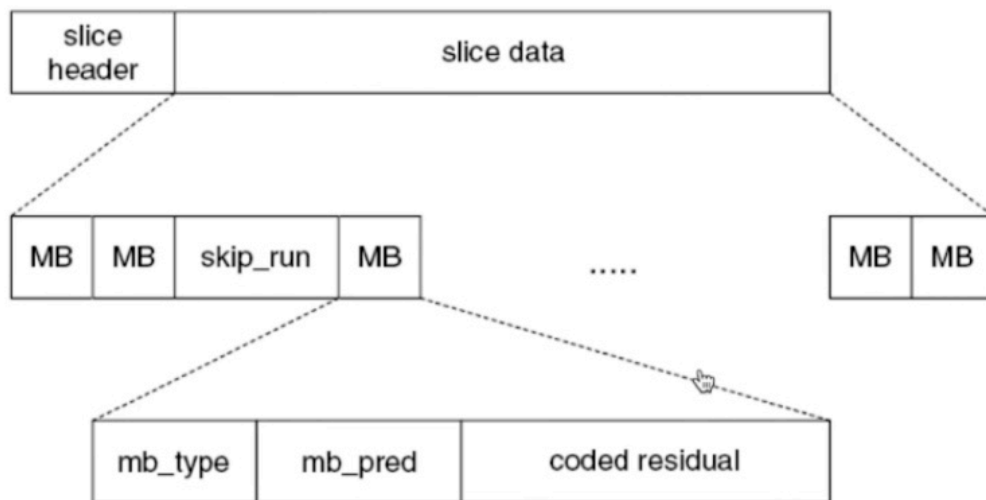 slice
header
slice data
MB MB skip_run MB ..... MB MB
mb_type mb_pred coded residual